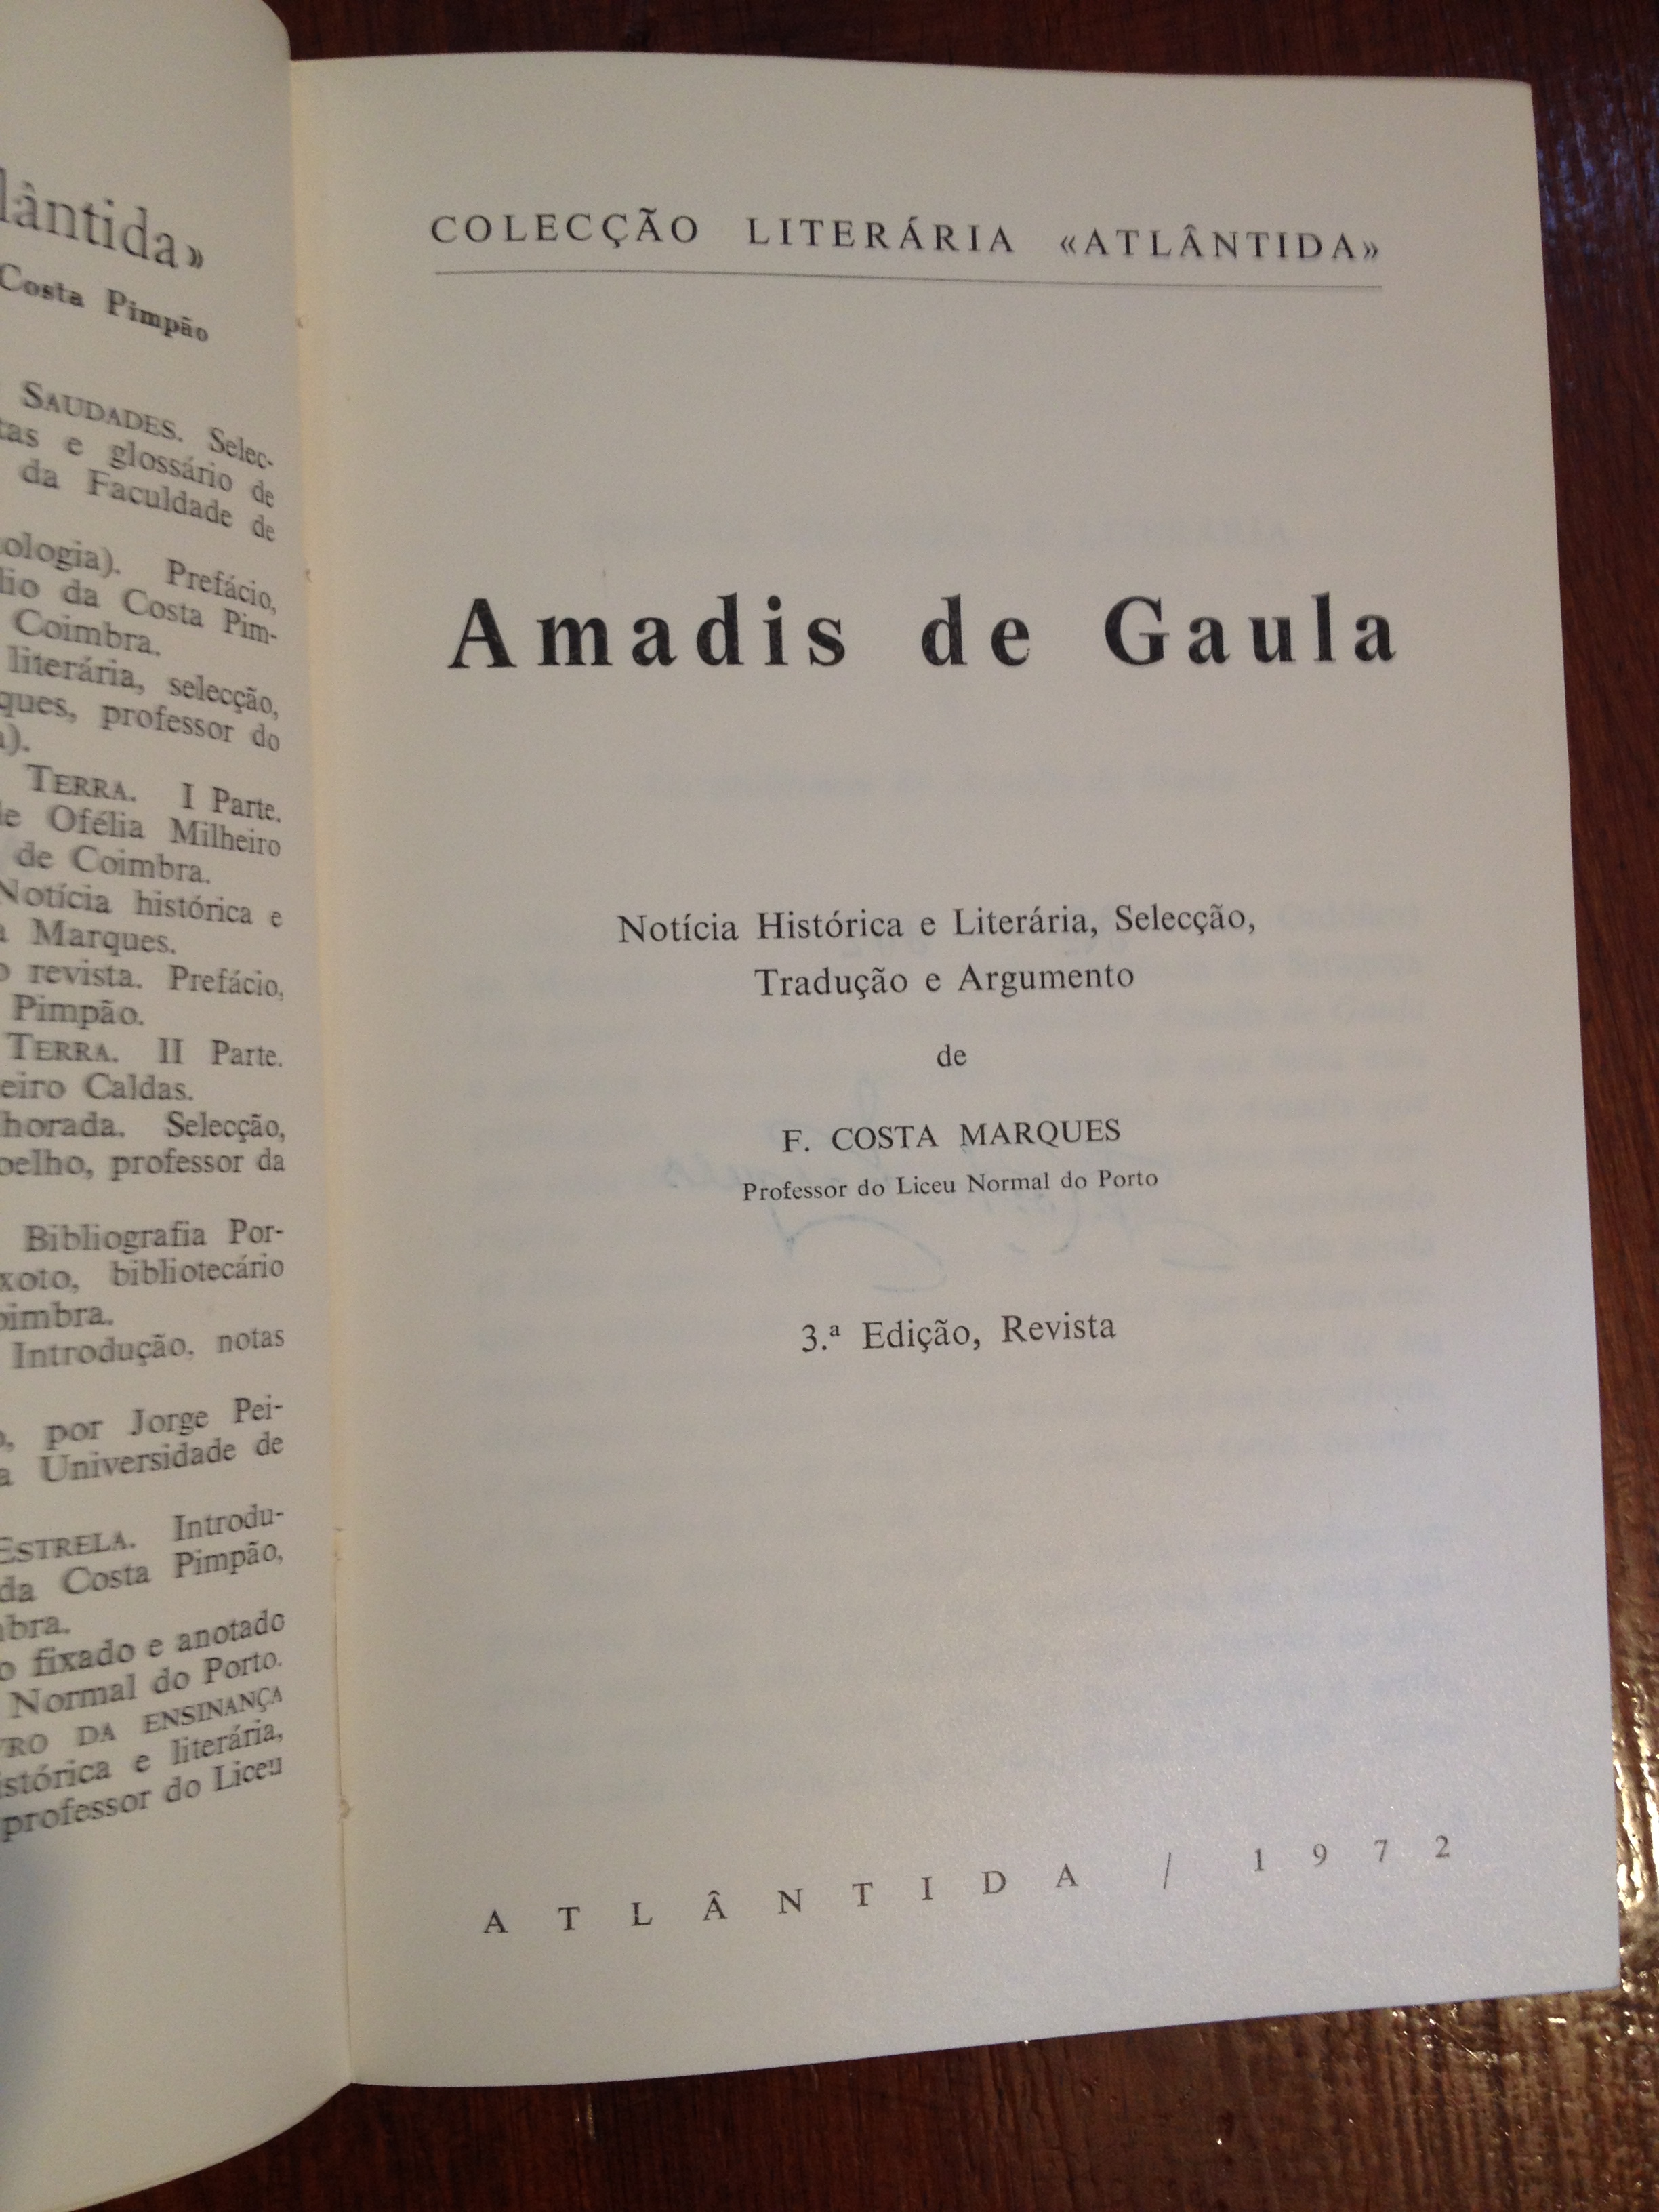 lântida»
Costa Pimpão
SAUDADES. Selec-
tas e glossário de
da Faculdade de
ologia). Prefácio,
lio da Costa Pim-
Coimbra.
literária, selecção,
ques, professor do
a).
TERRA. I Parte.
de Ofélia Milheiro
de Coimbra.
Notícia histórica e
a Marques.
o revista. Prefácio,
Pimpão.
TERRA. II Parte.
eiro Caldas.
horada. Selecção,
oelho, professor da
Bibliografia Por-
xoto, bibliotecário
oimbra.
Introdução, notas
o, por Jorge Pei-
a Universidade de
ESTRELA. Introdu-
da Costa Pimpão,
mbra.
o fixado e anotado
Normal do Porto.
VRO DA ENSINANÇA
istórica e literária,
professor do Liceu
COLECÇÃO LITERÁRIA «ATLÂNTIDA»
Amadis de Gaula
Notícia Histórica e Literária, Selecção,
Tradução e Argumento
de
F. COSTA MARQUES
Professor do Liceu Normal do Porto
3.ª Edição, Revista
ATLÂNTIDA / 1972